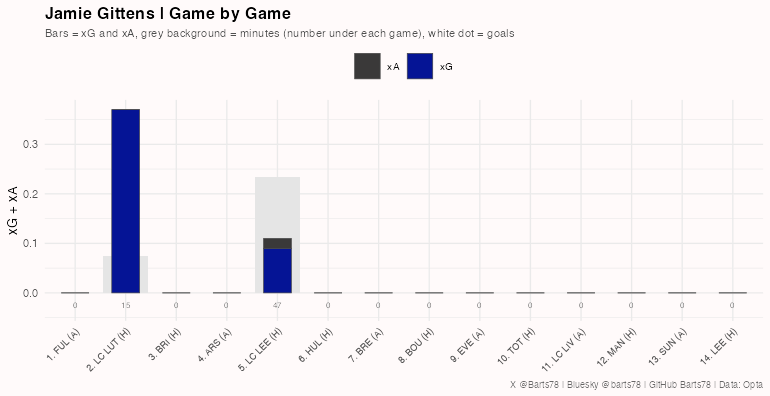 Jamie Gittens | Game by Game
Bars = xG and xA, grey background = minutes (number under each game), white dot = goals
xA
xG
xG + xA
0.3
0.2
0.1
0.0
0 15 0 0 47 0 0 0 0 0 0 0 0 0
1. FUL (A)
2. LC LUT (H)
3. BRI (H)
4. ARS (A)
5. LC LEE (H)
6. HUL (H)
7. BRE (A)
8. BOU (H)
9. EVE (A)
10. TOT (H)
11. LC LIV (A)
12. MAN (H)
13. SUN (A)
14. LEE (H)
X @Barts78 | Bluesky @barts78 | GitHub Barts78 | Data: Opta